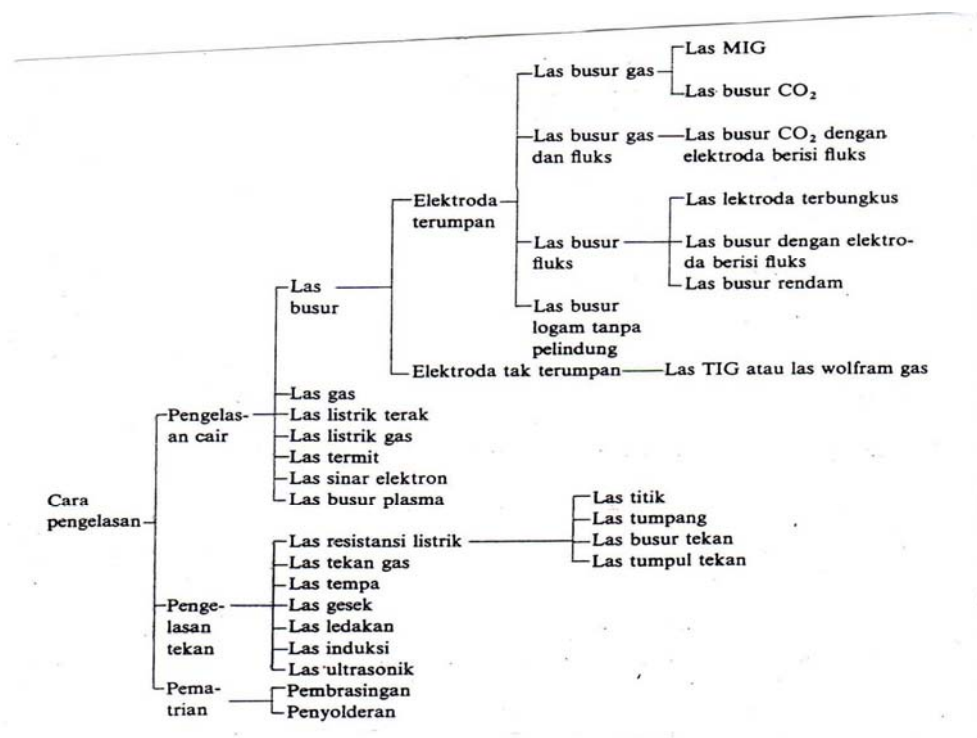 Las MIG
Las busur gas
Las busur CO₂
Las busur gas
dan fluks
Las busur CO₂ dengan
elektroda berisi fluks
Elektroda
terumpan
Las lektroda terbungkus
Las busur
fluks
Las busur dengan elektro-
da berisi fluks
Las busur rendam
Las
busur
Las busur
logam tanpa
pelindung
Elektroda tak terumpan
Las TIG atau las wolfram gas
Pengelas-
an cair
Las gas
Las listrik terak
Las listrik gas
Las termit
Las sinar elektron
Las busur plasma
Cara
pengelasan
Las resistansi listrik
Las titik
Las tumpang
Las busur tekan
Las tumpul tekan
Las tekan gas
Las tempa
Penge-
lasan
tekan
Las gesek
Las ledakan
Las induksi
Las ultrasonik
Pema-
trian
Pembrasingan
Penyolderan